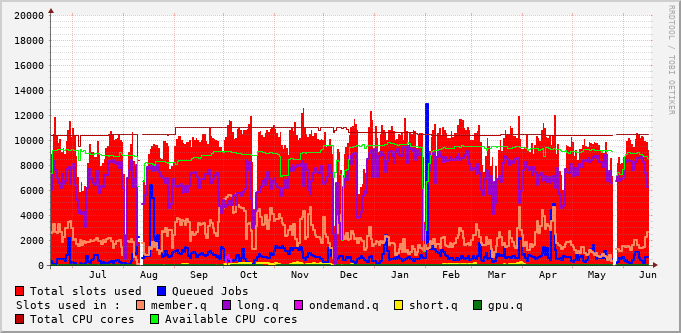 20000
18000
16000
14000
12000
10000
8000
6000
4000
2000
0
Jul Aug Sep Oct Nov Dec Jan Feb Mar Apr May Jun
RRDTOOL / TOBI OETIKER
Total slots used Queued Jobs
Slots used in : member.q long.q ondemand.q short.q gpu.q
Total CPU cores Available CPU cores